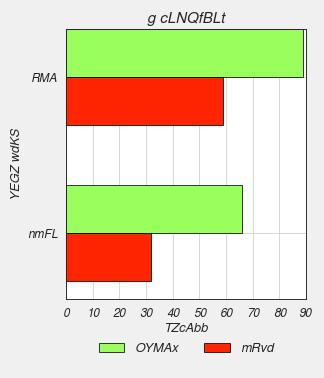 g cLNQfBLt
YEGZ wdKS
RMA
nmFL
0 10 20 30 40 50 60 70 80 90
TZcAbb
OYMAx mRvd